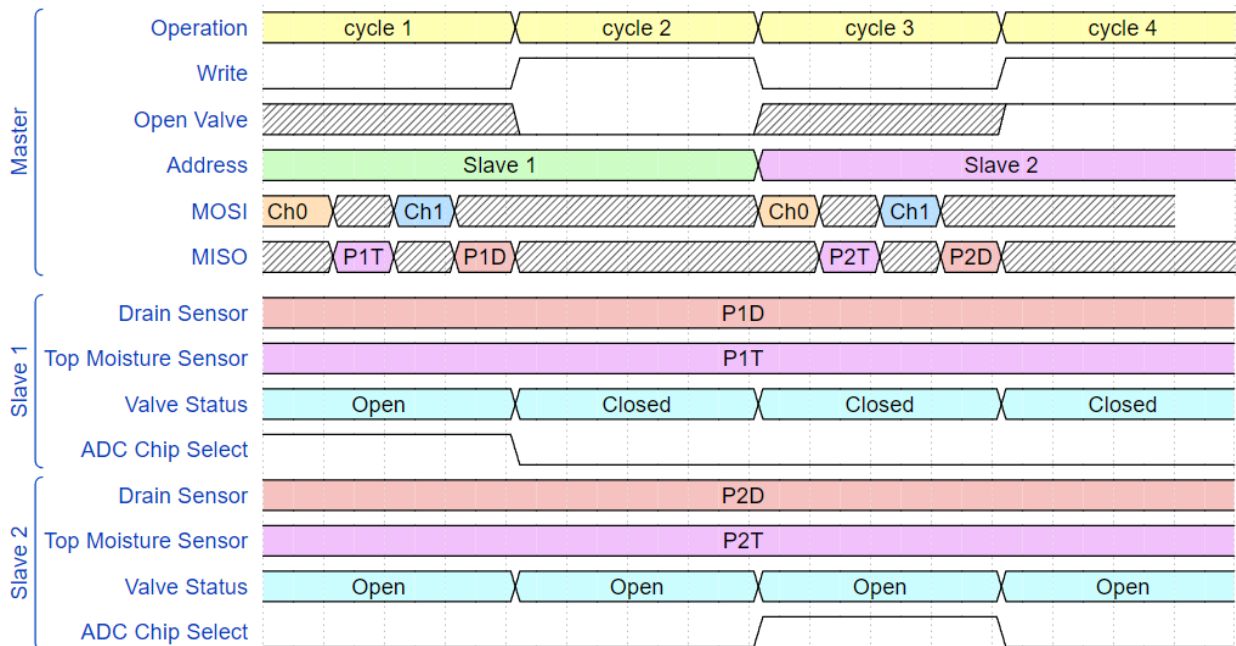 Master
Operation cycle 1 cycle 2 cycle 3 cycle 4
Write
Open Valve
Address Slave 1 Slave 2
MOSI Ch0 Ch1 Ch0 Ch1
MISO P1T P1D P2T P2D
Slave 1
Drain Sensor P1D
Top Moisture Sensor P1T
Valve Status Open Closed Closed Closed
ADC Chip Select
Slave 2
Drain Sensor P2D
Top Moisture Sensor P2T
Valve Status Open Open Open Open
ADC Chip Select